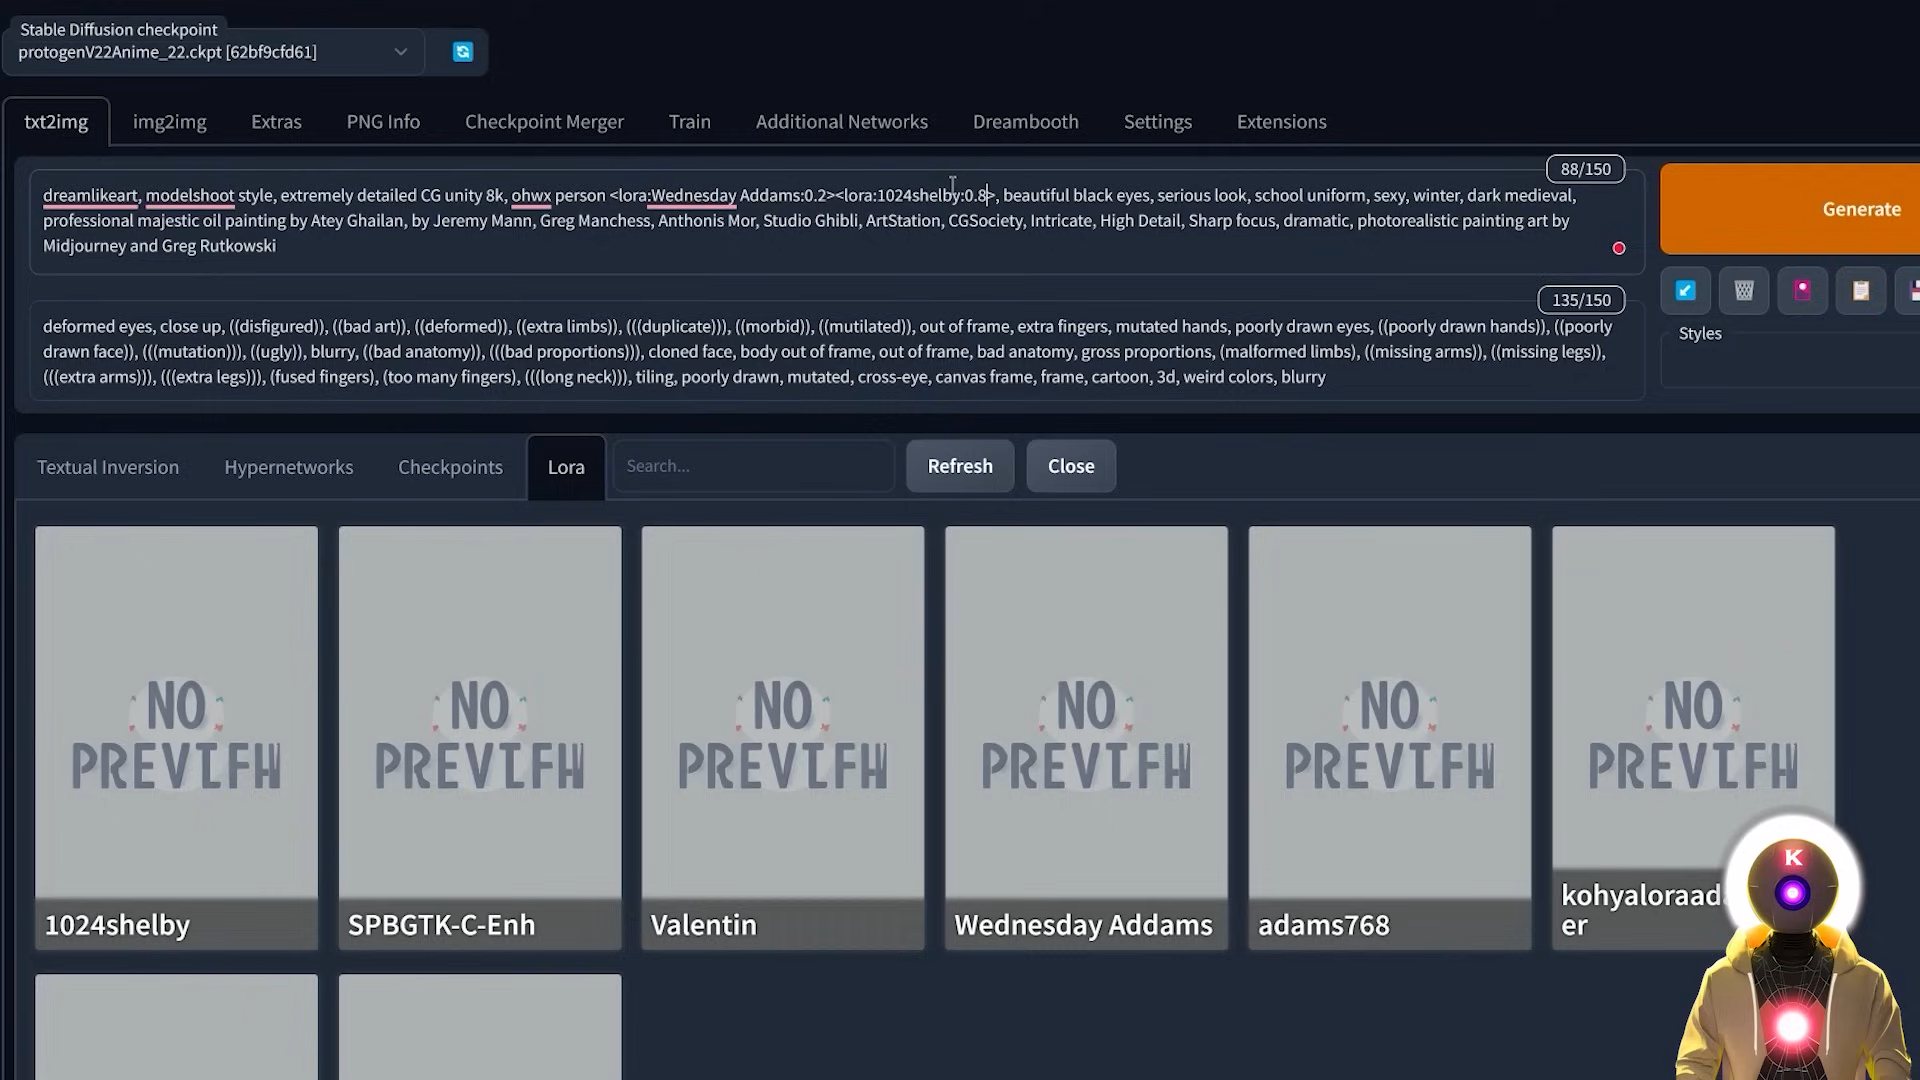 Stable Diffusion checkpoint
protogenV22Anime_22.ckpt [62bf9cfd61]
txt2img img2img Extras PNG Info Checkpoint Merger Train Additional Networks Dreambooth Settings Extensions
88/150
dreamlikeart, modelshoot style, extremely detailed CG unity 8k, ohwx person <lora:Wednesday Addams:0.2><lora:1024shelby:0.8>, beautiful black eyes, serious look, school uniform, sexy, winter, dark medieval,
professional majestic oil painting by Atey Ghailan, by Jeremy Mann, Greg Manchess, Anthonis Mor, Studio Ghibli, ArtStation, CGSociety, Intricate, High Detail, Sharp focus, dramatic, photorealistic painting art by
Midjourney and Greg Rutkowski
Generate
135/150
deformed eyes, close up, ((disfigured)), ((bad art)), ((deformed)), ((extra limbs)), (((duplicate))), ((morbid)), ((mutilated)), out of frame, extra fingers, mutated hands, poorly drawn eyes, ((poorly drawn hands)), ((poorly
drawn face)), (((mutation))), ((ugly)), blurry, ((bad anatomy)), (((bad proportions))), cloned face, body out of frame, out of frame, bad anatomy, gross proportions, (malformed limbs), ((missing arms)), ((missing legs)),
(((extra arms))), (((extra legs))), (fused fingers), (too many fingers), (((long neck))), tiling, poorly drawn, mutated, cross-eye, canvas frame, frame, cartoon, 3d, weird colors, blurry
Styles
Textual Inversion Hypernetworks Checkpoints Lora Search... Refresh Close
NO NO NO NO NO NO
PREVIEW PREVIEW PREVIEW PREVIEW PREVIEW PREVIEW
1024shelby SPBGTK-C-Enh Valentin Wednesday Addams adams768
kohyaloraad
er
K